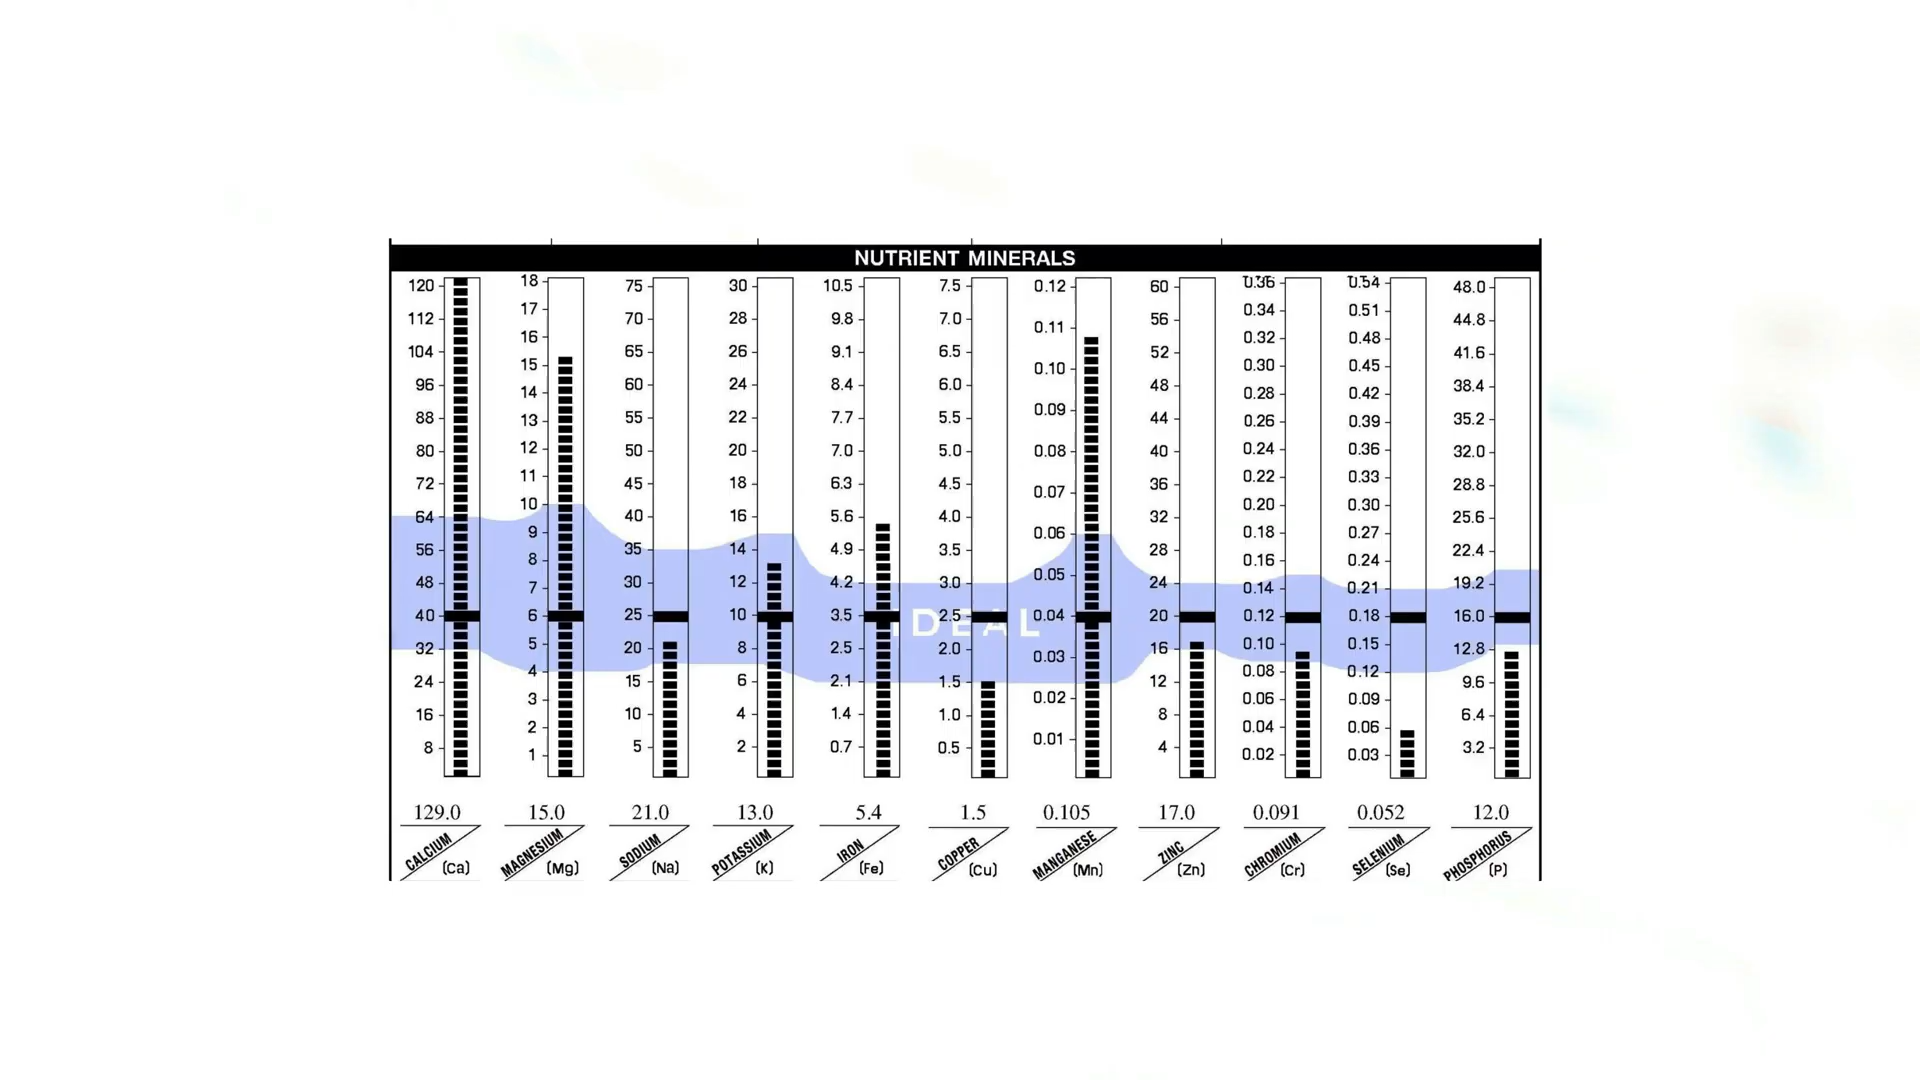 NUTRIENT MINERALS
120 18 75 30 10.5 7.5 0.12 60 0.36 0.54 48.0
112 17 70 28 9.8 7.0 0.11 56 0.34 0.51 44.8
104 16 65 26 9.1 6.5 0.10 52 0.32 0.48 41.6
96 15 60 24 8.4 6.0 0.09 48 0.30 0.45 38.4
88 14 55 22 7.7 5.5 0.08 44 0.28 0.42 35.2
80 13 50 20 7.0 5.0 0.07 40 0.26 0.39 32.0
72 12 45 18 6.3 4.5 0.06 36 0.24 0.36 28.8
64 11 40 16 5.6 4.0 0.05 32 0.22 0.33 25.6
56 10 35 14 4.9 3.5 0.04 28 0.20 0.30 22.4
48 9 30 12 4.2 3.0 0.03 24 0.18 0.27 19.2
40 8 25 10 3.5 2.5 0.02 20 0.16 0.24 16.0
32 7 20 8 2.5 2.0 0.01 16 0.14 0.21 12.8
24 6 15 6 2.1 1.5 12 0.12 0.18 9.6
16 5 10 4 1.4 1.0 8 0.10 0.15 6.4
8 4 5 2 0.7 0.5 4 0.08 0.12 3.2
3 0.06 0.09
2 0.04 0.06
1 0.02 0.03
IDEAL
129.0 15.0 21.0 13.0 5.4 1.5 0.105 17.0 0.091 0.052 12.0
CALCIUM MAGNESIUM SODIUM POTASSIUM IRON COPPER MANGANESE ZINC CHROMIUM SELENIUM PHOSPHORUS
(Ca) (Mg) (Na) (K) (Fe) (Cu) (Mn) (Zn) (Cr) (Se) (P)